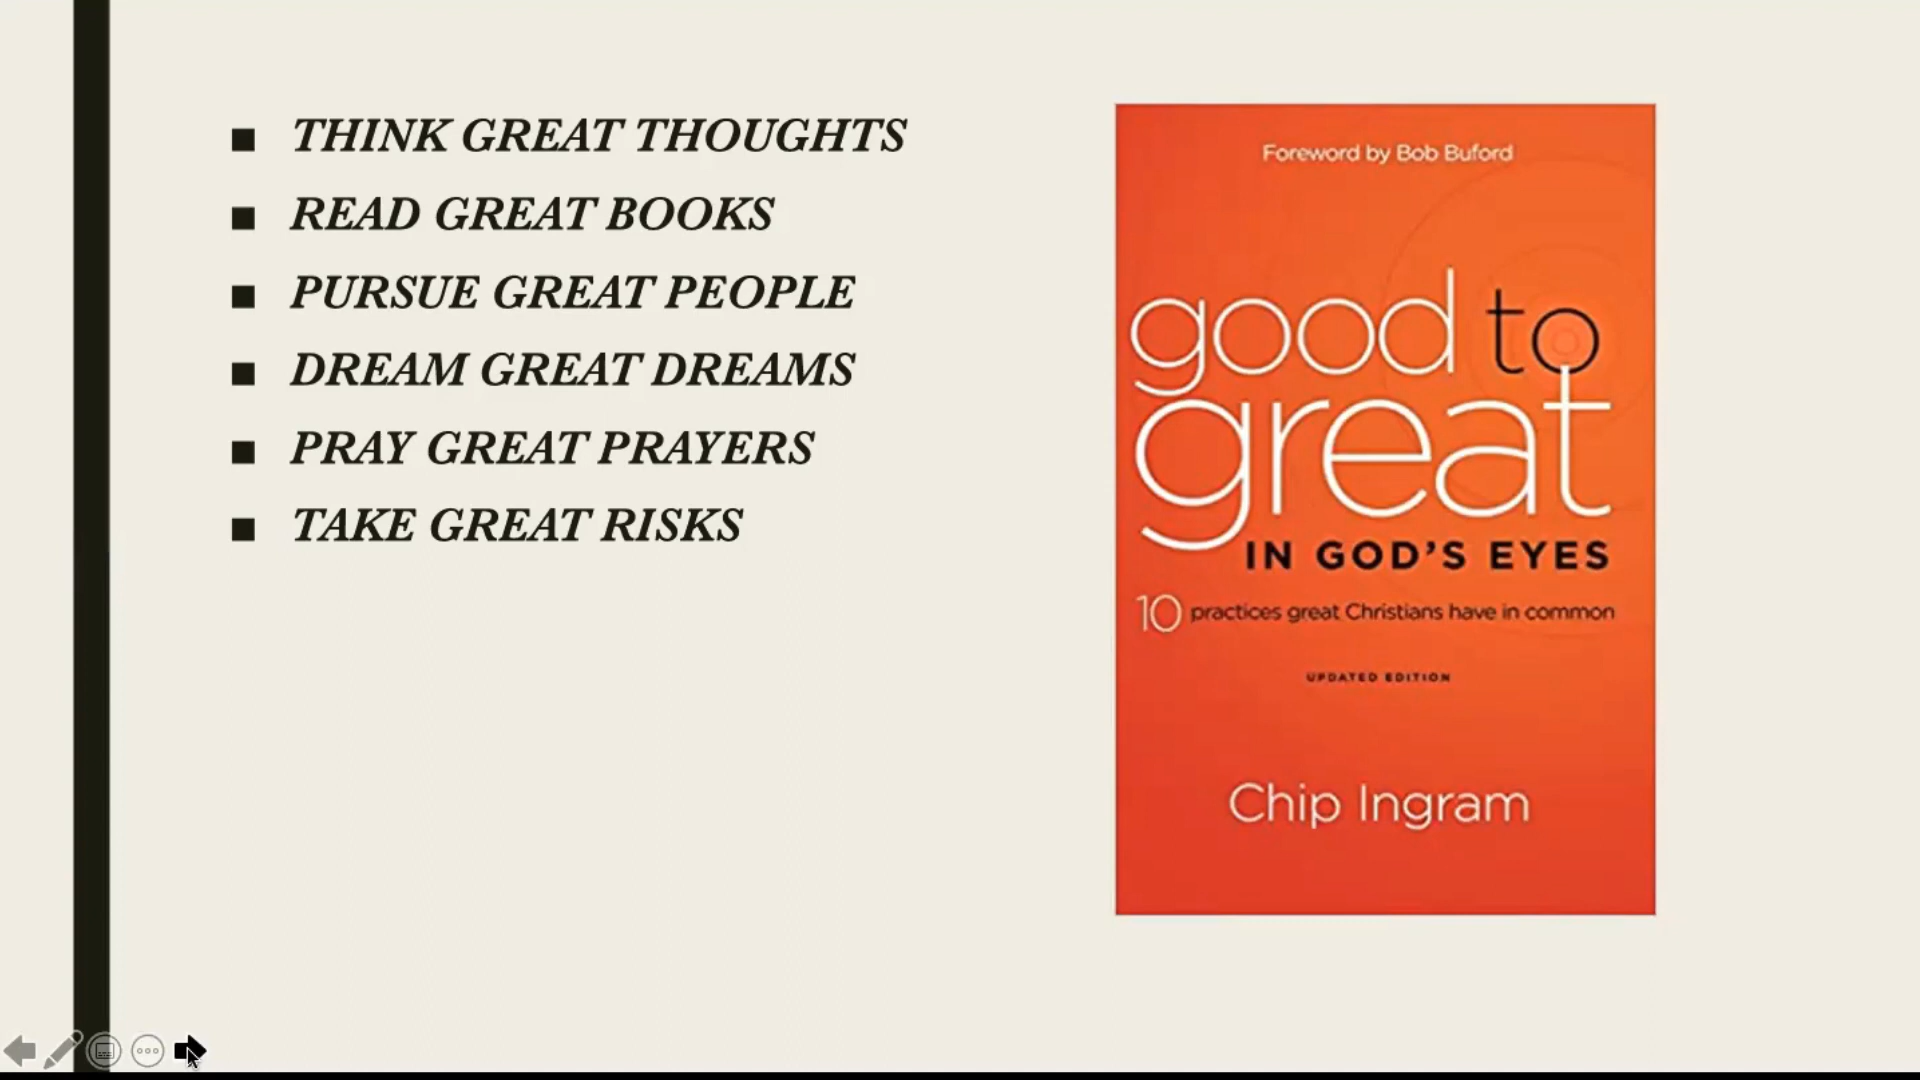 THINK GREAT THOUGHTS
READ GREAT BOOKS
PURSUE GREAT PEOPLE
DREAM GREAT DREAMS
PRAY GREAT PRAYERS
TAKE GREAT RISKS
Foreword by Bob Buford
good to
great
IN GOD'S EYES
10 practices great Christians have in common
UPDATED EDITION
Chip Ingram